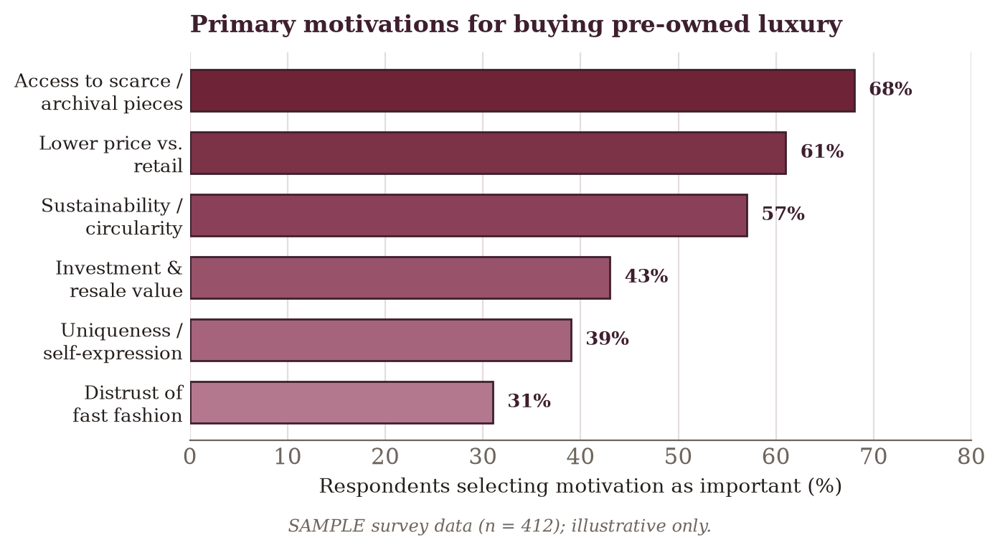 Primary motivations for buying pre-owned luxury
Access to scarce /
archival pieces
68%
Lower price vs.
retail
61%
Sustainability /
circularity
57%
Investment &
resale value
43%
Uniqueness /
self-expression
39%
Distrust of
fast fashion
31%
0 10 20 30 40 50 60 70 80
Respondents selecting motivation as important (%)
SAMPLE survey data (n = 412); illustrative only.